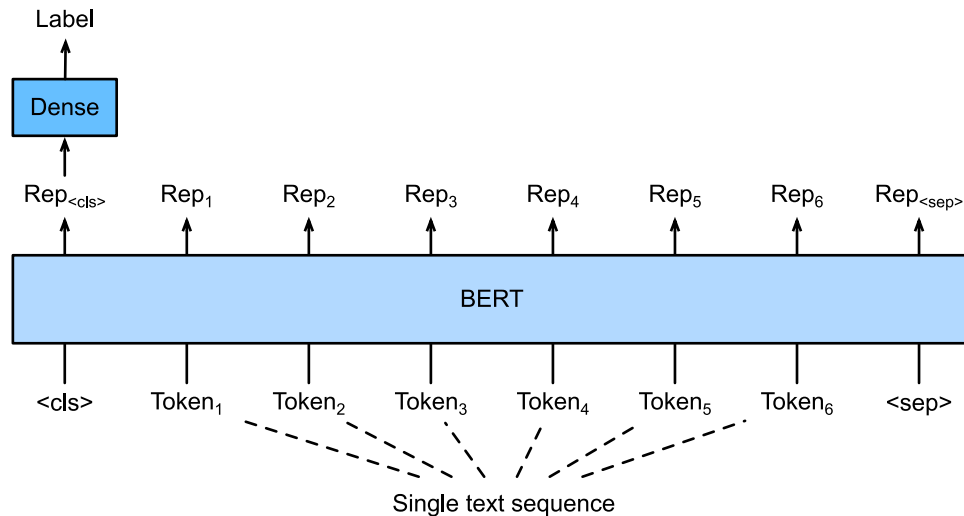 Label
Dense
Rep<cls> Rep1 Rep2 Rep3 Rep4 Rep5 Rep6 Rep<sep>
BERT
<cls> Token1 Token2 Token3 Token4 Token5 Token6 <sep>
Single text sequence